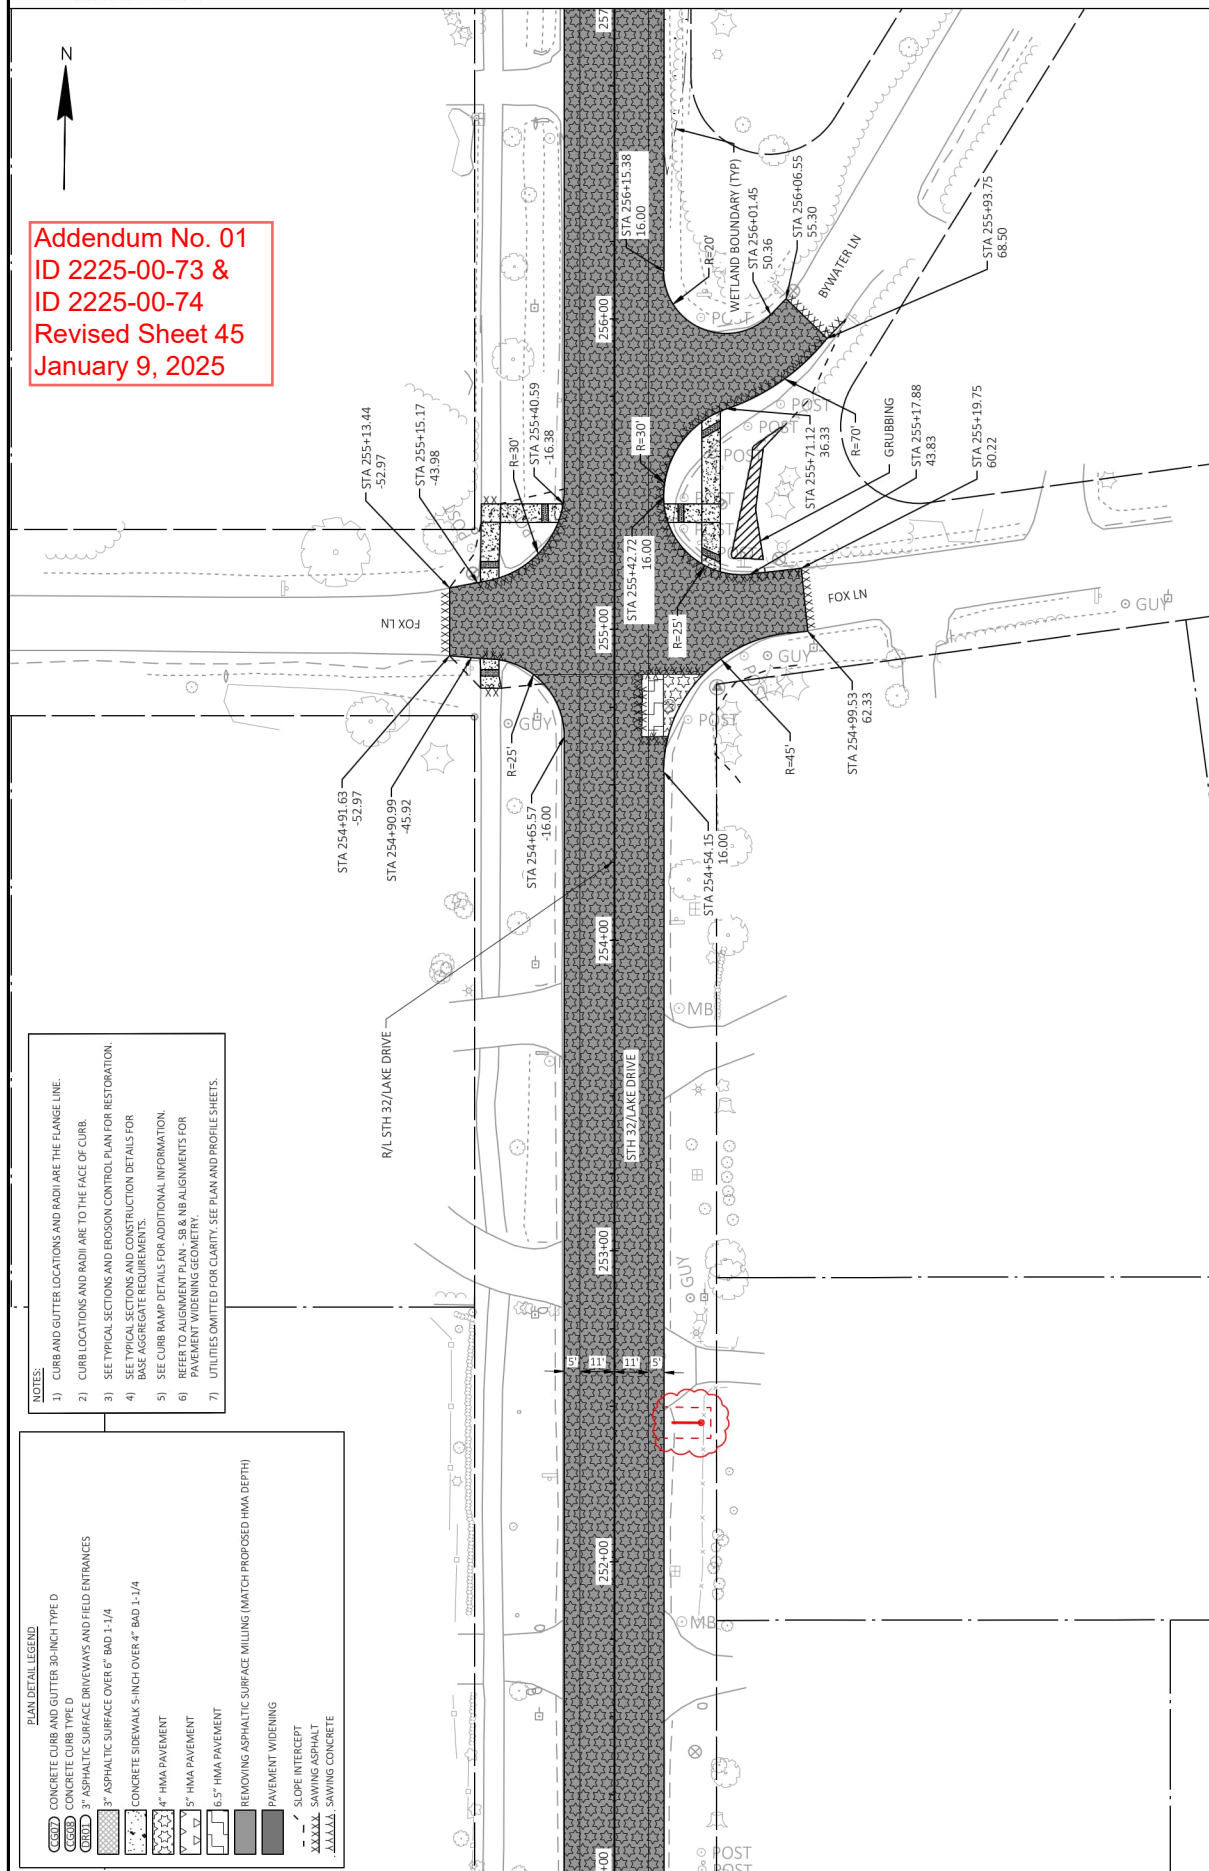 N
Addendum No. 01
ID 2225-00-73 &
ID 2225-00-74
Revised Sheet 45
January 9, 2025
257
STA 256+15.38
16.00
R=20'
WETLAND BOUNDARY (TYP)
STA 256+01.45
50.36
STA 256+06.55
55.30
BYWATER LN
STA 255+93.75
68.50
256+00
POST
STA 255+13.44
-52.97
STA 255+15.17
-43.98
R=30'
STA 255+40.59
-16.38
R=30'
POST
POST
POST
STA 255+71.12
36.33
R=70'
GRUBBING
STA 255+17.88
43.83
STA 255+19.75
60.22
POST
POST
STA 255+42.72
16.00
R=25'
FOX LN
255+00
FOX LN
GUY
GUY
GUY
POST
STA 254+91.63
-52.97
STA 254+90.99
-45.92
R=25'
STA 254+65.57
-16.00
STA 254+54.15
16.00
R=45'
STA 254+99.53
62.33
254+00
MB
R/L STH 32/LAKE DRIVE
STH 32/LAKE DRIVE
253+00
GUY
5'
11'
11'
5'
252+00
MB
POST
POST
+00
NOTES:
1) CURB AND GUTTER LOCATIONS AND RADII ARE THE FLANGE LINE.
2) CURB LOCATIONS AND RADII ARE TO THE FACE OF CURB.
3) SEE TYPICAL SECTIONS AND EROSION CONTROL PLAN FOR RESTORATION.
4) SEE TYPICAL SECTIONS AND CONSTRUCTION DETAILS FOR
BASE AGGREGATE REQUIREMENTS.
5) SEE CURB RAMP DETAILS FOR ADDITIONAL INFORMATION.
6) REFER TO ALIGNMENT PLAN - SB & NB ALIGNMENTS FOR
PAVEMENT WIDENING GEOMETRY.
7) UTILITIES OMITTED FOR CLARITY. SEE PLAN AND PROFILE SHEETS.
PLAN DETAIL LEGEND
CG07 CONCRETE CURB AND GUTTER 30-INCH TYPE D
CG08 CONCRETE CURB TYPE D
DR01 3" ASPHALTIC SURFACE DRIVEWAYS AND FIELD ENTRANCES
3" ASPHALTIC SURFACE OVER 6" BAD 1-1/4
CONCRETE SIDEWALK 5-INCH OVER 4" BAD 1-1/4
4" HMA PAVEMENT
5" HMA PAVEMENT
6.5" HMA PAVEMENT
REMOVING ASPHALTIC SURFACE MILLING (MATCH PROPOSED HMA DEPTH)
PAVEMENT WIDENING
SLOPE INTERCEPT
SAWING ASPHALT
SAWING CONCRETE